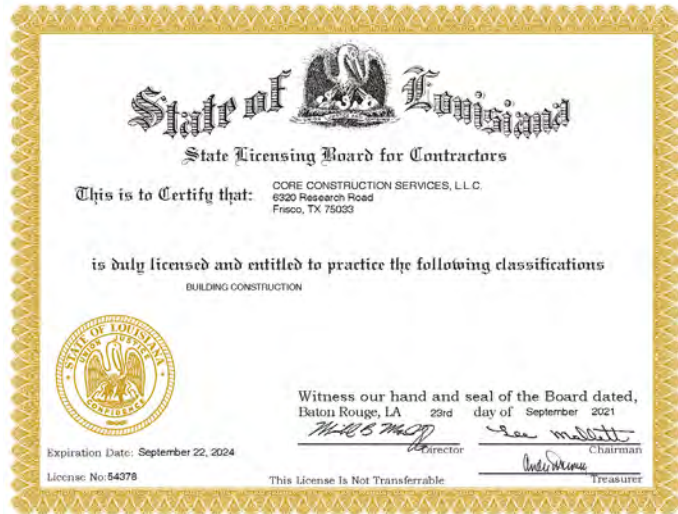 State of Louisiana
State Licensing Board for Contractors
This is to Certify that:
CORE CONSTRUCTION SERVICES, L.L.C.
6320 Research Road
Frisco, TX 75033
is duly licensed and entitled to practice the following classifications
BUILDING CONSTRUCTION
STATE OF LOUISIANA
UNION JUSTICE
CONFIDENCE
Witness our hand and seal of the Board dated,
Baton Rouge, LA 23rd day of September 2021
Director
Lee Mallett
Chairman
Treasurer
Expiration Date: September 22, 2024
License No: 54378
This License Is Not Transferrable